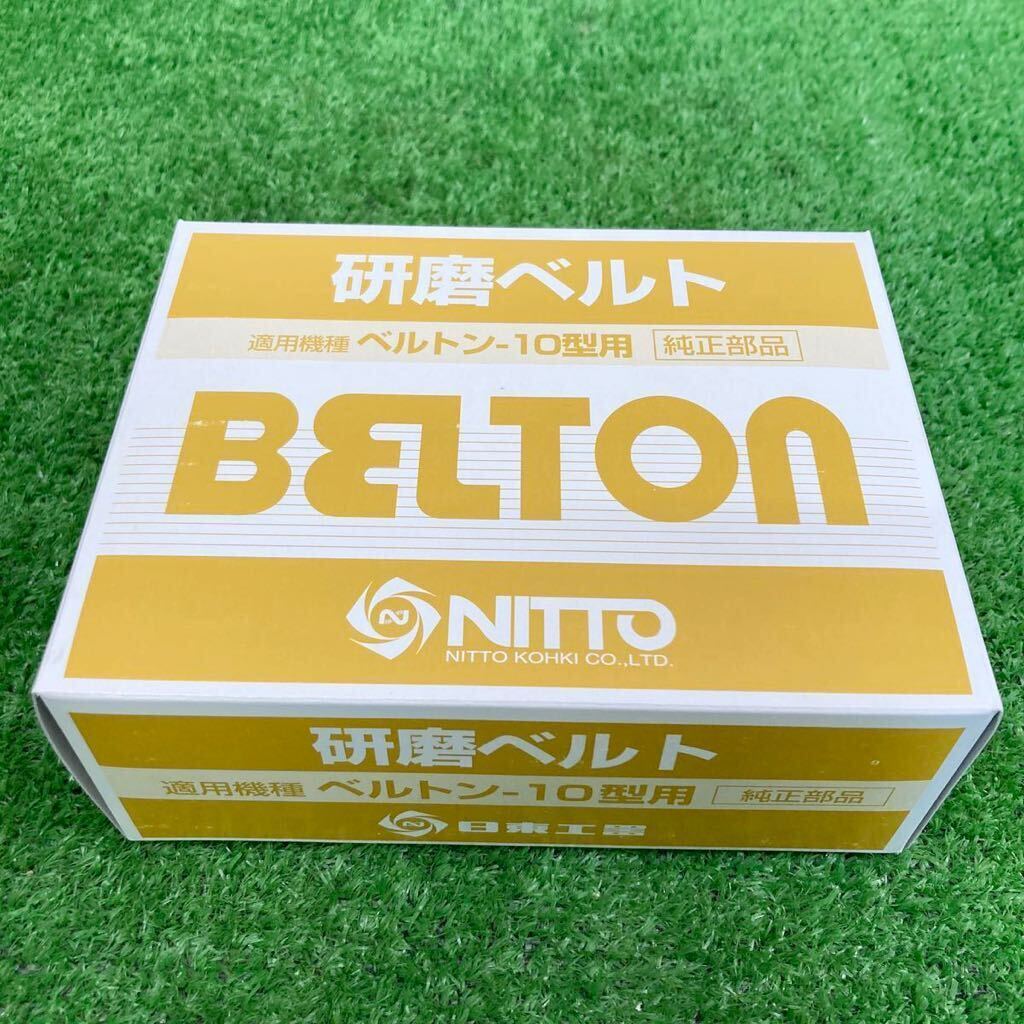 研磨ベルト
適用機種 ベルトン-10型用 純正部品
BELTON
N NITTO
NITTO KOHKI CO.,LTD.
研磨ベルト
適用機種 ベルトン-10型用 純正部品
N 日東工器